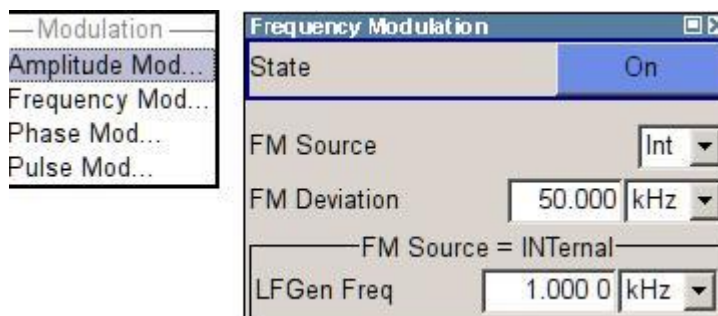 Modulation
Amplitude Mod...
Frequency Mod...
Phase Mod...
Pulse Mod...
Frequency Modulation
State On
FM Source Int
FM Deviation 50.000 kHz
FM Source = INTernal
LFGen Freq 1.000 0 kHz